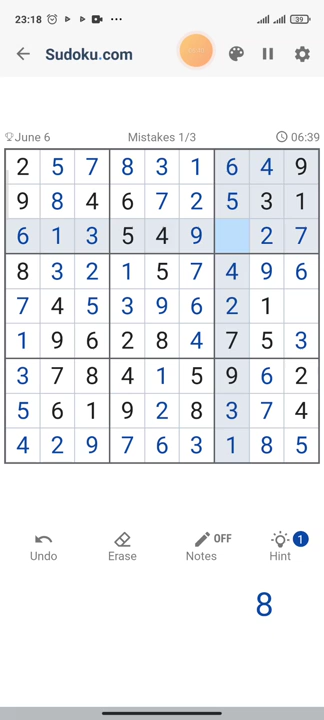 23:18 39
Sudoku.com
June 6 Mistakes 1/3 06:39
2 5 7 8 3 1 6 4 9
9 8 4 6 7 2 5 3 1
6 1 3 5 4 9 2 7
8 3 2 1 5 7 4 9 6
7 4 5 3 9 6 2 1
1 9 6 2 8 4 7 5 3
3 7 8 4 1 5 9 6 2
5 6 1 9 2 8 3 7 4
4 2 9 7 6 3 1 8 5
OFF 1
Undo Erase Notes Hint
8